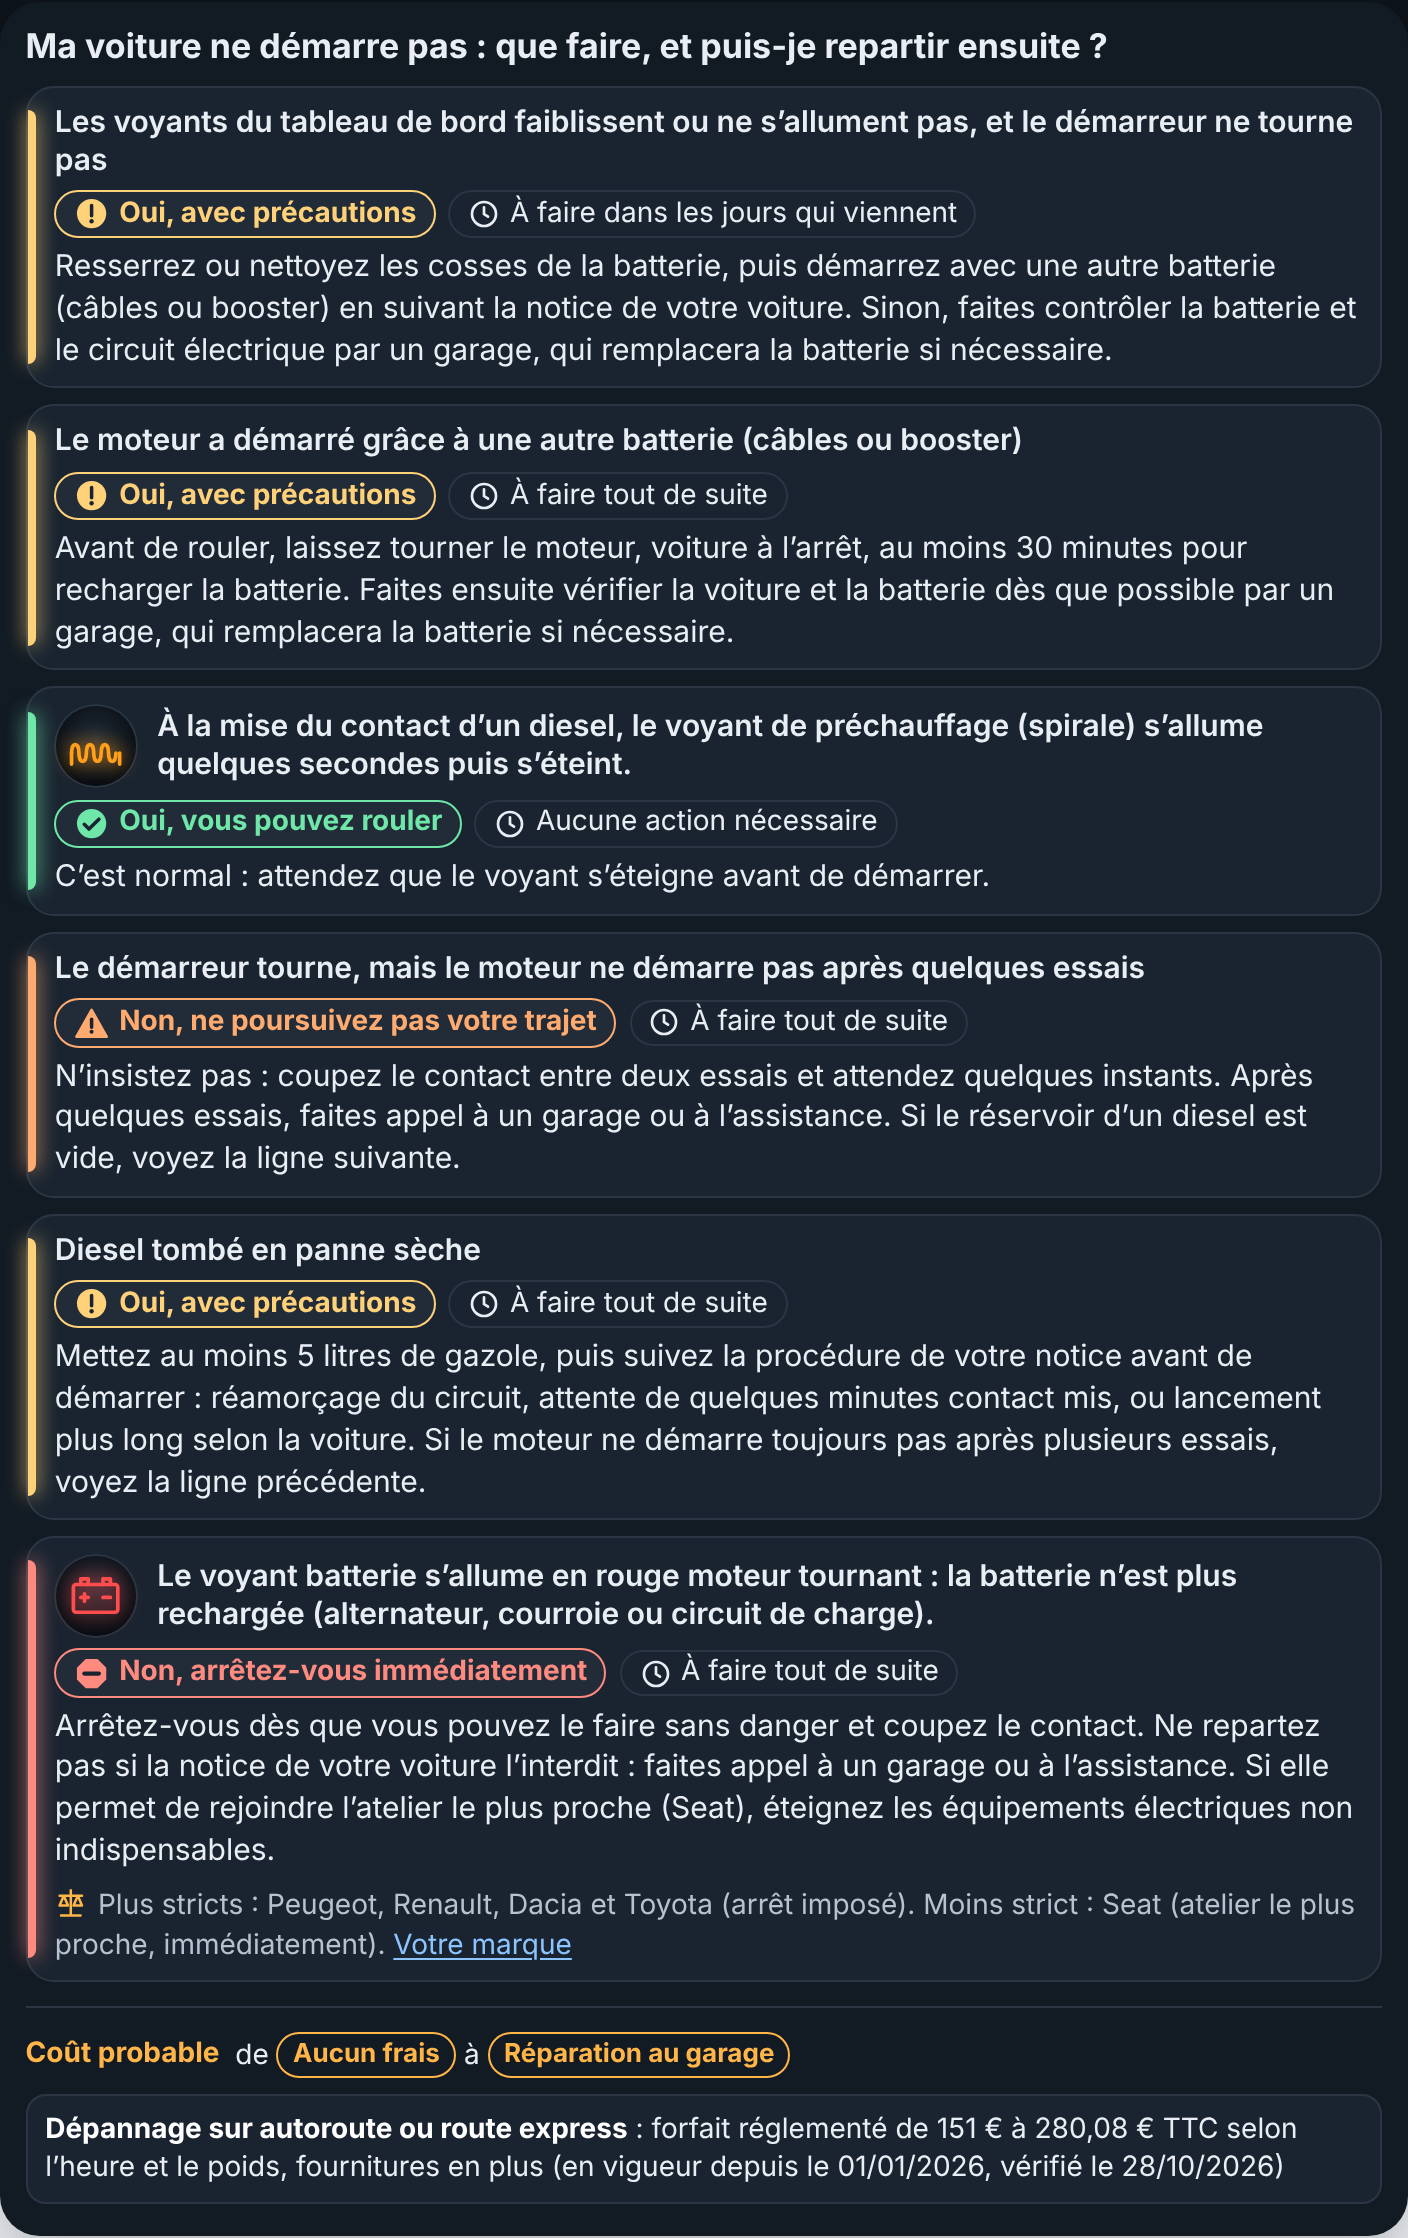 Ma voiture ne démarre pas : que faire, et puis-je repartir ensuite ?
Les voyants du tableau de bord faiblissent ou ne s’allument pas, et le démarreur ne tourne
pas
Oui, avec précautions
À faire dans les jours qui viennent
Resserrez ou nettoyez les cosses de la batterie, puis démarrez avec une autre batterie
(câbles ou booster) en suivant la notice de votre voiture. Sinon, faites contrôler la batterie et
le circuit électrique par un garage, qui remplacera la batterie si nécessaire.
Le moteur a démarré grâce à une autre batterie (câbles ou booster)
Oui, avec précautions
À faire tout de suite
Avant de rouler, laissez tourner le moteur, voiture à l’arrêt, au moins 30 minutes pour
recharger la batterie. Faites ensuite vérifier la voiture et la batterie dès que possible par un
garage, qui remplacera la batterie si nécessaire.
À la mise du contact d’un diesel, le voyant de préchauffage (spirale) s’allume
quelques secondes puis s’éteint.
Oui, vous pouvez rouler
Aucune action nécessaire
C’est normal : attendez que le voyant s’éteigne avant de démarrer.
Le démarreur tourne, mais le moteur ne démarre pas après quelques essais
Non, ne poursuivez pas votre trajet
À faire tout de suite
N’insistez pas : coupez le contact entre deux essais et attendez quelques instants. Après
quelques essais, faites appel à un garage ou à l’assistance. Si le réservoir d’un diesel est
vide, voyez la ligne suivante.
Diesel tombé en panne sèche
Oui, avec précautions
À faire tout de suite
Mettez au moins 5 litres de gazole, puis suivez la procédure de votre notice avant de
démarrer : réamorçage du circuit, attente de quelques minutes contact mis, ou lancement
plus long selon la voiture. Si le moteur ne démarre toujours pas après plusieurs essais,
voyez la ligne précédente.
Le voyant batterie s’allume en rouge moteur tournant : la batterie n’est plus
rechargée (alternateur, courroie ou circuit de charge).
Non, arrêtez-vous immédiatement
À faire tout de suite
Arrêtez-vous dès que vous pouvez le faire sans danger et coupez le contact. Ne repartez
pas si la notice de votre voiture l’interdit : faites appel à un garage ou à l’assistance. Si elle
permet de rejoindre l’atelier le plus proche (Seat), éteignez les équipements électriques non
indispensables.
Plus stricts : Peugeot, Renault, Dacia et Toyota (arrêt imposé). Moins strict : Seat (atelier le plus
proche, immédiatement). Votre marque
Coût probable de Aucun frais à Réparation au garage
Dépannage sur autoroute ou route express : forfait réglementé de 151 € à 280,08 € TTC selon
l’heure et le poids, fournitures en plus (en vigueur depuis le 01/01/2026, vérifié le 28/10/2026)